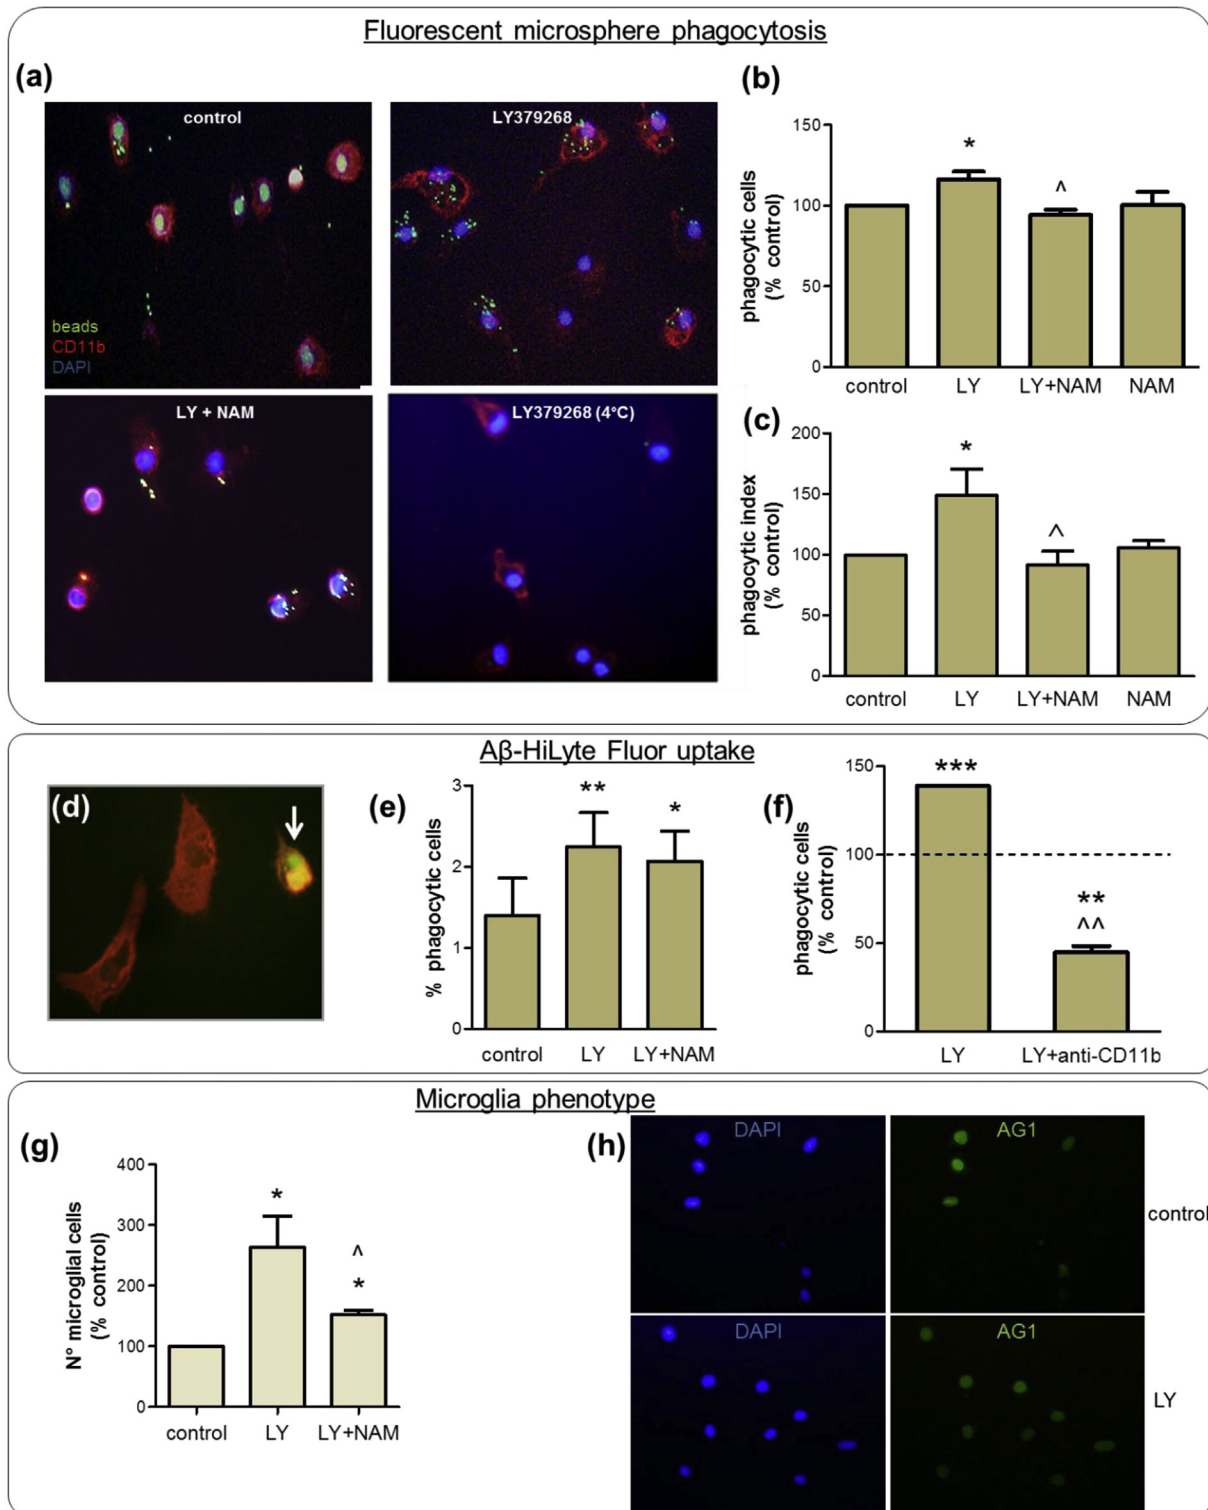 Fluorescent microsphere phagocytosis
(a)
control
LY379268
beads
CD11b
DAPI
LY + NAM
LY379268 (4°C)
(b)
phagocytic cells
(% control)
150
100
50
0
*
^
control LY LY+NAM NAM
(c)
phagocytic index
(% control)
200
150
100
50
0
*
^
control LY LY+NAM NAM
Aβ-HiLyte Fluor uptake
(d)
(e)
% phagocytic cells
3
2
1
0
**
*
control LY LY+NAM
(f)
phagocytic cells
(% control)
150
100
50
0
***
**
^^
LY LY+anti-CD11b
Microglia phenotype
(g)
N° microglial cells
(% control)
400
300
200
100
0
*
^
*
control LY LY+NAM
(h)
DAPI AG1
control
DAPI AG1
LY